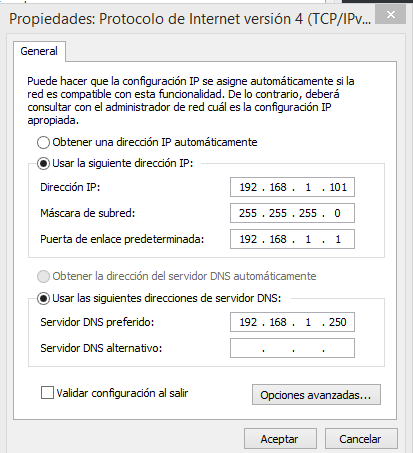 Propiedades: Protocolo de Internet versión 4 (TCP/IPv...
General
Puede hacer que la configuración IP se asigne automáticamente si la
red es compatible con esta funcionalidad. De lo contrario, deberá
consultar con el administrador de red cuál es la configuración IP
apropiada.
Obtener una dirección IP automáticamente
Usar la siguiente dirección IP:
Dirección IP: 192 . 168 . 1 . 101
Máscara de subred: 255 . 255 . 255 . 0
Puerta de enlace predeterminada: 192 . 168 . 1 . 1
Obtener la dirección del servidor DNS automáticamente
Usar las siguientes direcciones de servidor DNS:
Servidor DNS preferido: 192 . 168 . 1 . 250
Servidor DNS alternativo: . . .
Validar configuración al salir
Opciones avanzadas...
Aceptar Cancelar